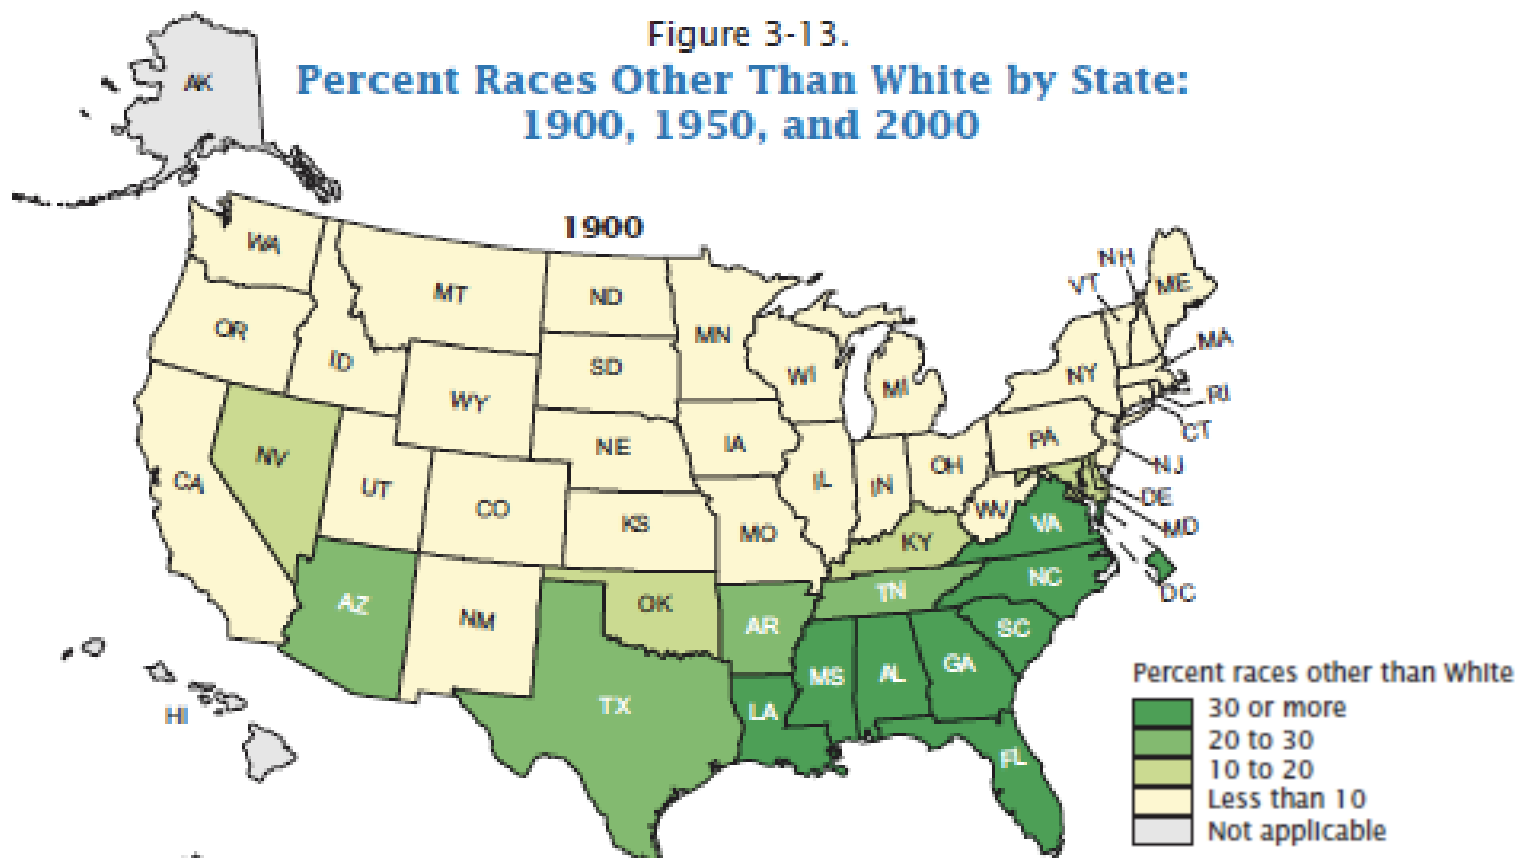 Figure 3-13.
Percent Races Other Than White by State:
1900, 1950, and 2000
AK
1900
WA
MT
ND
MN
OR
ID
SD
WI
MI
WY
NE
IA
NV
CA
UT
CO
KS
MO
IL
IN
OH
KY
WV
PA
NY
VT
NH
ME
MA
RI
CT
NJ
DE
MD
DC
VA
NC
TN
SC
AZ
NM
OK
AR
TX
LA
MS
AL
GA
FL
HI
Percent races other than White
30 or more
20 to 30
10 to 20
Less than 10
Not applicable